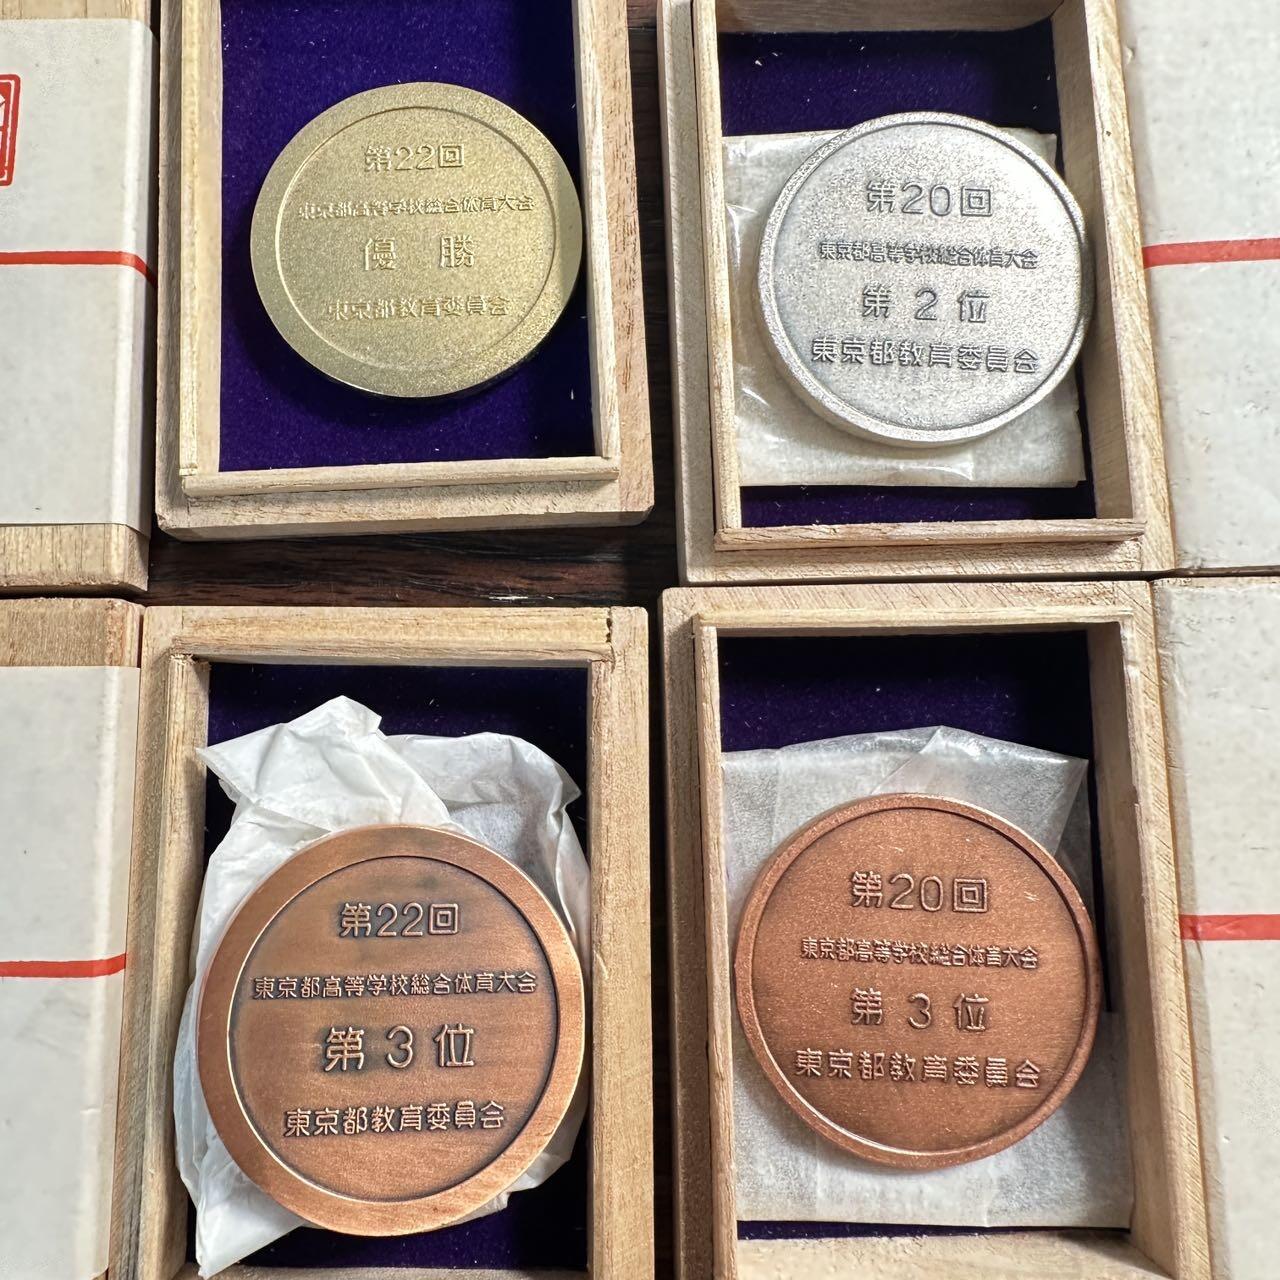 第22回
東京都高等学校総合体育大会
優勝
東京都教育委員会
第20回
東京都高等学校総合体育大会
第2位
東京都教育委員会
第22回
東京都高等学校総合体育大会
第3位
東京都教育委員会
第20回
東京都高等学校総合体育大会
第3位
東京都教育委員会